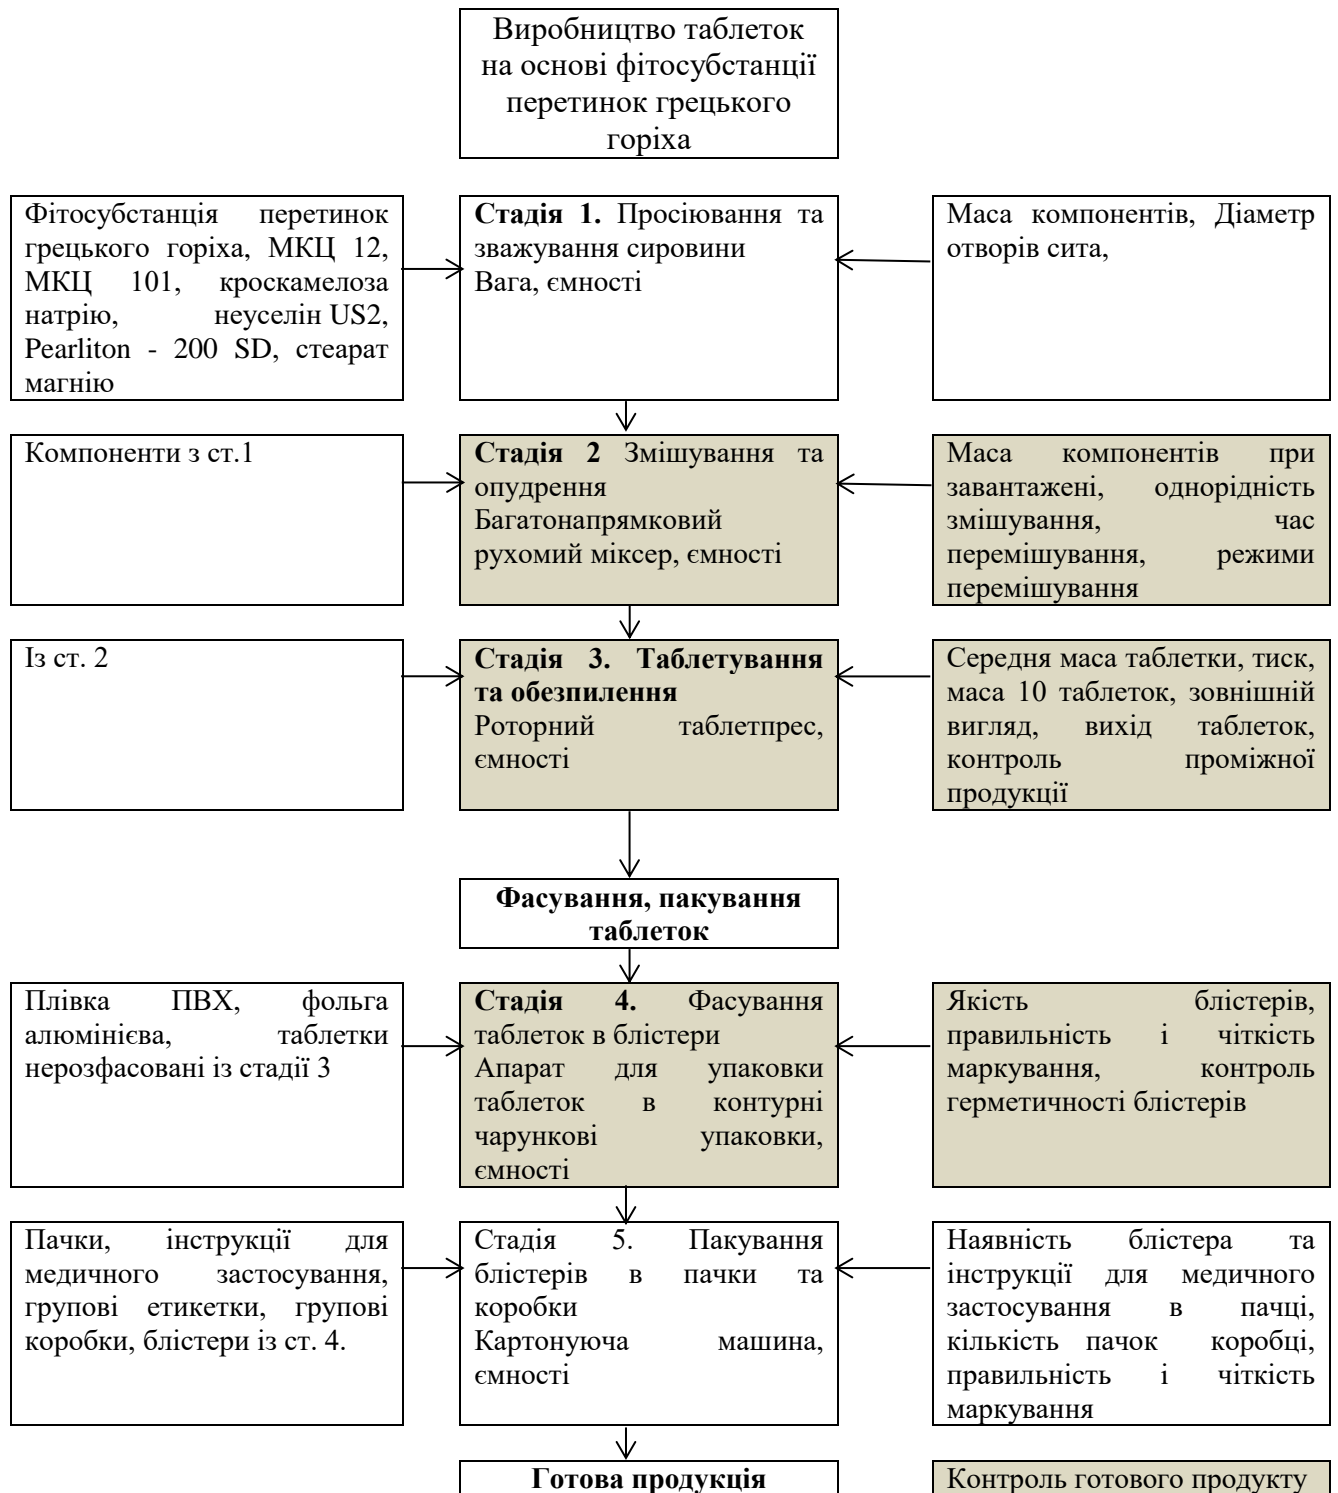 Виробництво таблеток
на основі фітосубстанції
перетинок грецького
горіха
Фітосубстанція перетинок
грецького горіха, МКЦ 12,
МКЦ 101, кроскамелоза
натрію, неуселін US2,
Pearliton - 200 SD, стеарат
магнію
Стадія 1. Просіювання та
зважування сировини
Вага, ємності
Маса компонентів, Діаметр
отворів сита,
Компоненти з ст.1
Стадія 2 Змішування та
опудрення
Багатонапрямковий
рухомий міксер, ємності
Маса компонентів при
завантажені, однорідність
змішування, час
перемішування, режими
перемішування
Із ст. 2
Стадія 3. Таблетування
та обезпилення
Роторний таблетпрес,
ємності
Середня маса таблетки, тиск,
маса 10 таблеток, зовнішній
вигляд, вихід таблеток,
контроль проміжної
продукції
Фасування, пакування
таблеток
Плівка ПВХ, фольга
алюмінієва, таблетки
нерозфасовані із стадії 3
Стадія 4. Фасування
таблеток в блістери
Апарат для упаковки
таблеток в контурні
чарункові упаковки,
ємності
Якість блістерів,
правильність і чіткість
маркування, контроль
герметичності блістерів
Пачки, інструкції для
медичного застосування,
групові етикетки, групові
коробки, блістери із ст. 4.
Стадія 5. Пакування
блістерів в пачки та
коробки
Картонуюча машина,
ємності
Наявність блістера та
інструкції для медичного
застосування в пачці,
кількість пачок коробці,
правильність і чіткість
маркування
Готова продукція
Контроль готового продукту